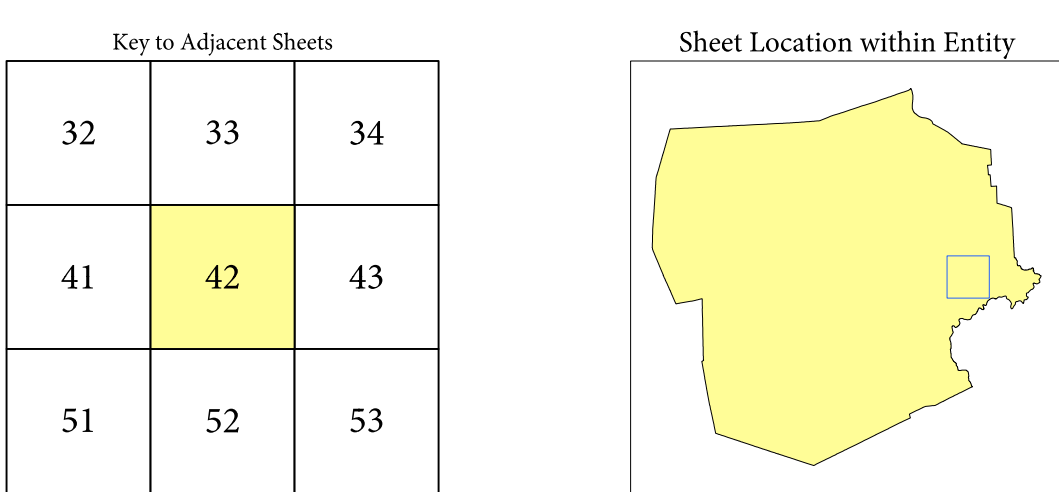 Key to Adjacent Sheets
32 33 34
41 42 43
51 52 53
Sheet Location within Entity